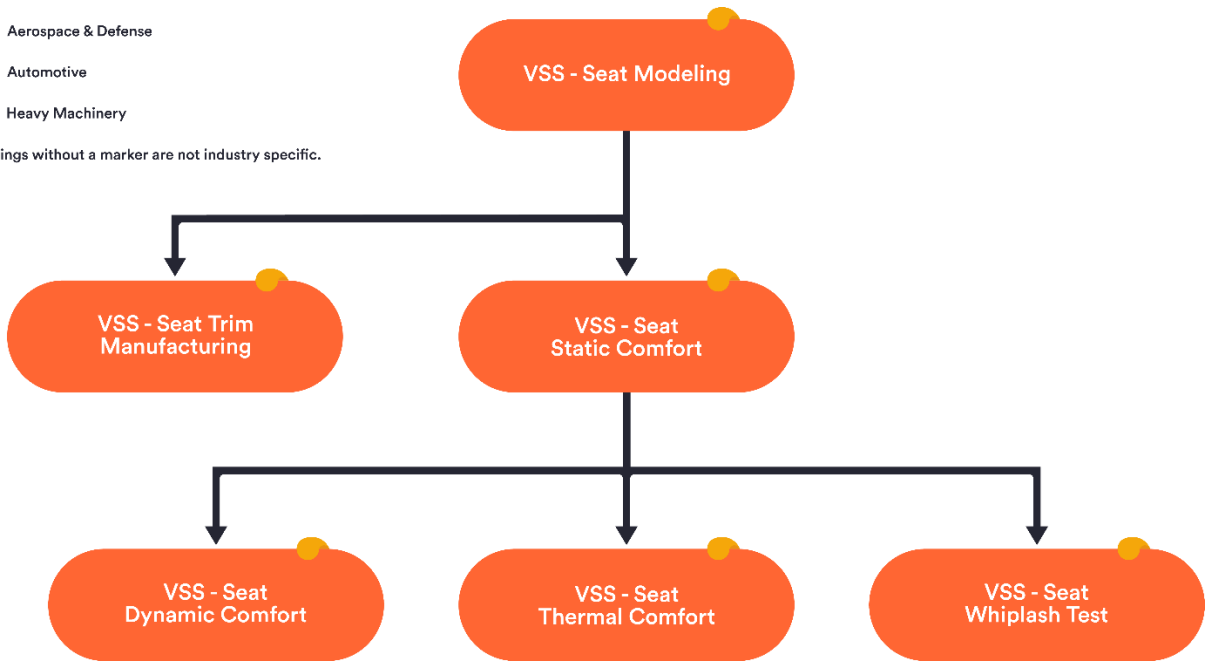 Aerospace & Defense
Automotive
Heavy Machinery
ings without a marker are not industry specific.
VSS - Seat Modeling
VSS - Seat Trim
Manufacturing
VSS - Seat
Static Comfort
VSS - Seat
Dynamic Comfort
VSS - Seat
Thermal Comfort
VSS - Seat
Whiplash Test